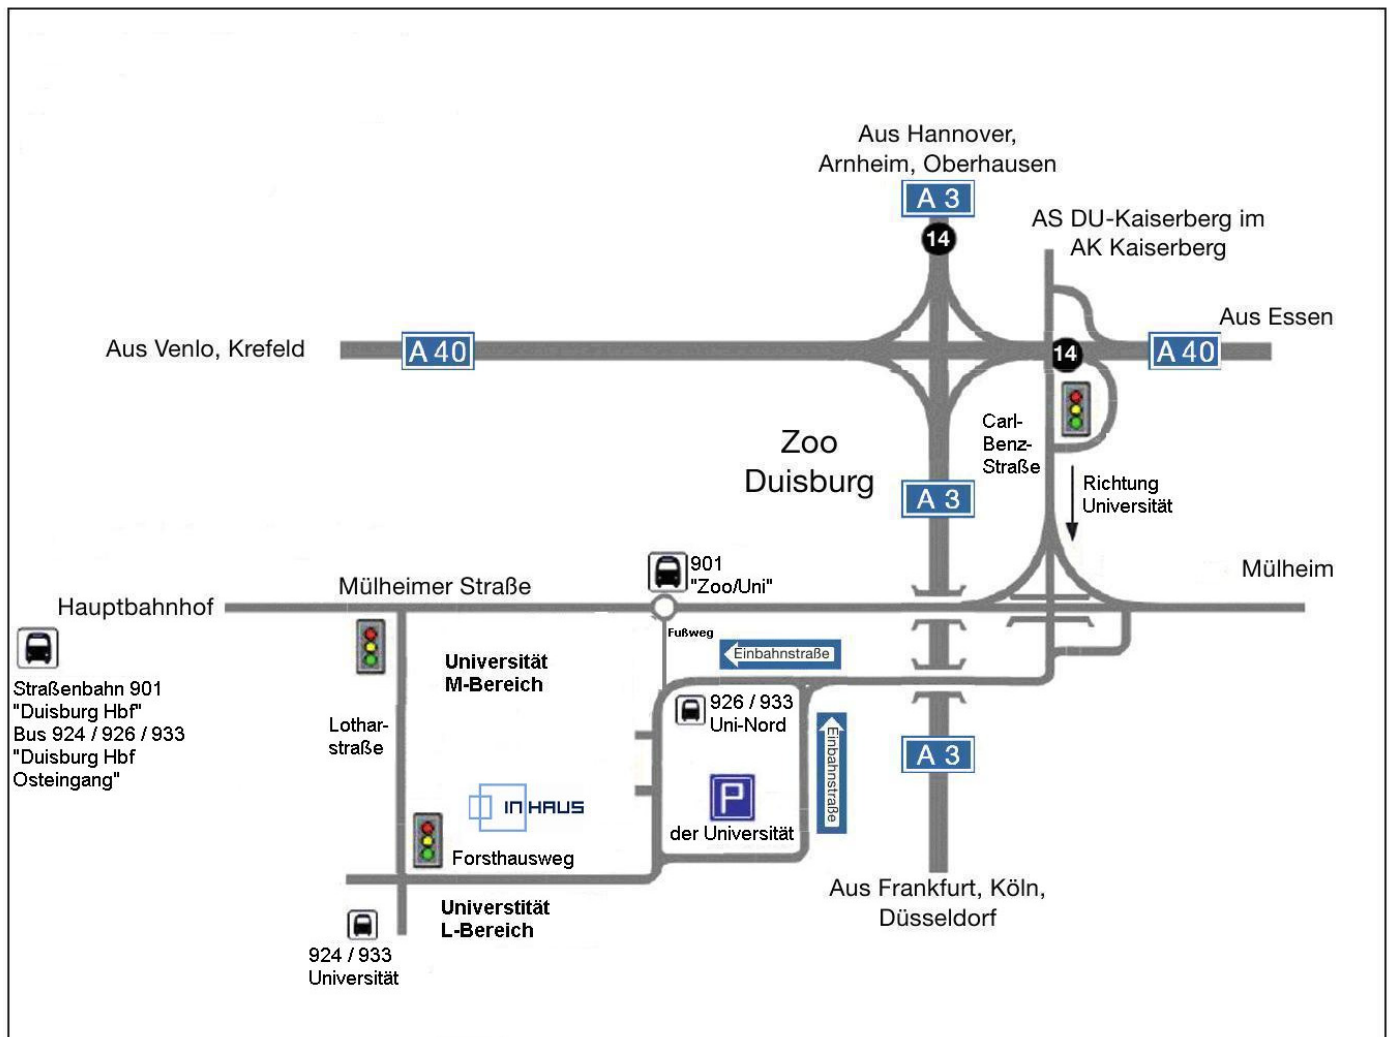 Aus Hannover,
Arnheim, Oberhausen
A 3
14
AS DU-Kaiserberg im
AK Kaiserberg
Aus Essen
Aus Venlo, Krefeld
A 40
14
A 40
Carl-
Benz-
Straße
Zoo
Duisburg
A 3
Richtung
Universität
901
"Zoo/Uni"
Mülheim
Mülheimer Straße
Hauptbahnhof
Fußweg
Einbahnstraße
Universität
M-Bereich
Straßenbahn 901
"Duisburg Hbf"
Bus 924 / 926 / 933
"Duisburg Hbf
Osteingang"
926 / 933
Uni-Nord
Lothar-
straße
Einbahnstraße
A 3
P
der Universität
INHAUS
Forsthausweg
Aus Frankfurt, Köln,
Düsseldorf
Universtität
L-Bereich
924 / 933
Universität